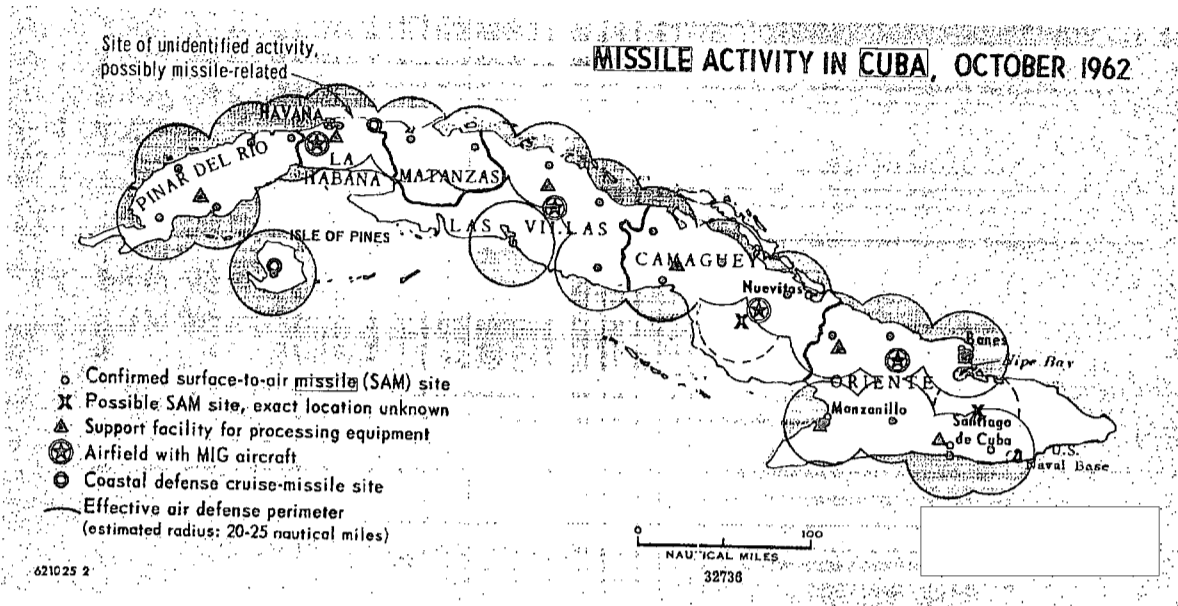 MISSILE ACTIVITY IN CUBA, OCTOBER 1962
Site of unidentified activity,
possibly missile-related
HAVANA
PINAR DEL RIO
LA
HABANA
MATANZAS
ISLE OF PINES
LAS VILLAS
CAMAGUEY
Nuevitas
Banes
Nipe Bay
ORIENTE
Manzanillo
Santiago
de Cuba
U.S.
Naval Base
Confirmed surface-to-air missile (SAM) site
Possible SAM site, exact location unknown
Support facility for processing equipment
Airfield with MIG aircraft
Coastal defense cruise-missile site
Effective air defense perimeter
(estimated radius: 20-25 nautical miles)
0 100
NAUTICAL MILES
32736
621025 2